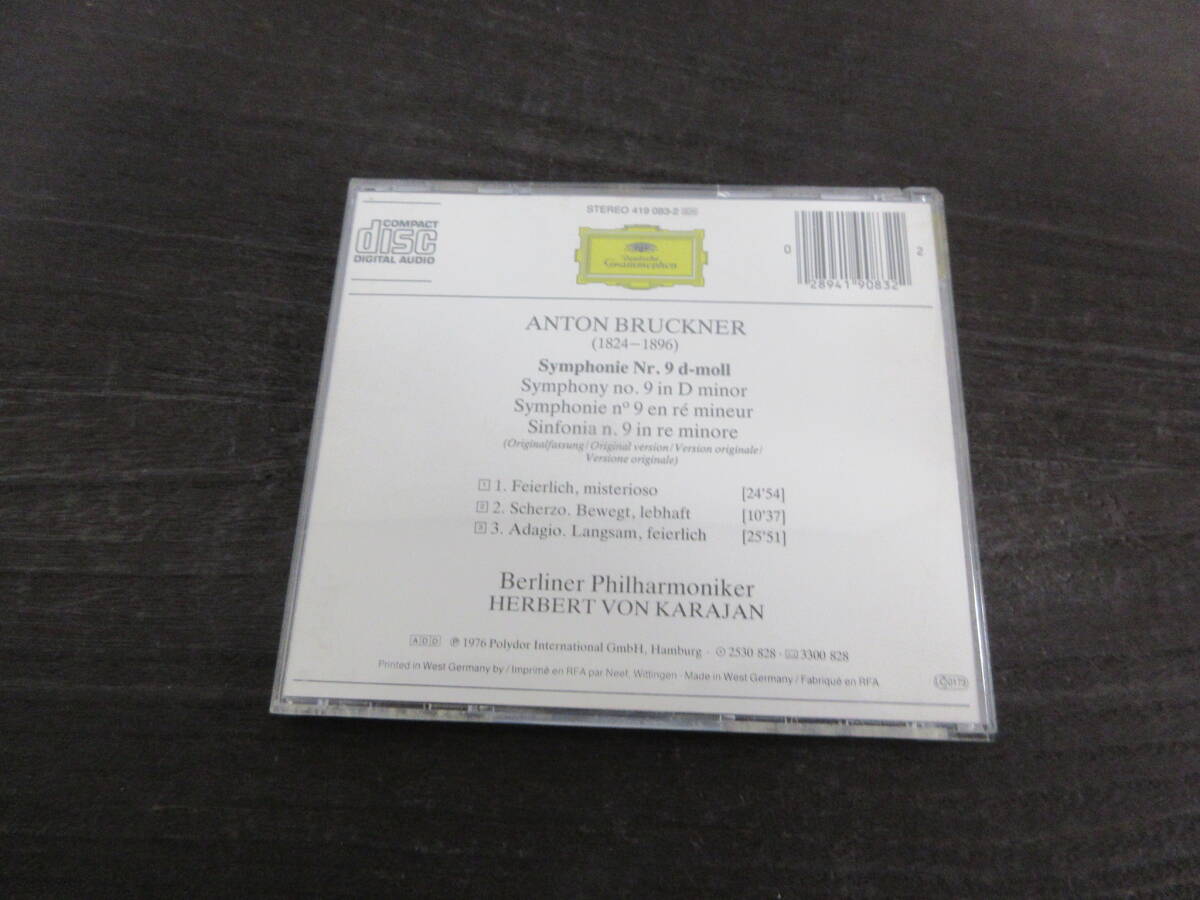 STEREO 419 083-2
COMPACT
disc
DIGITAL AUDIO
Deutsche
Grammophon
0 28941 90832 2
ANTON BRUCKNER
(1824–1896)
Symphonie Nr. 9 d-moll
Symphony no. 9 in D minor
Symphonie nº 9 en ré mineur
Sinfonia n. 9 in re minore
(Originalfassung/Original version/Version originale/
Versione originale)
1 1. Feierlich, misterioso [24'54]
2 2. Scherzo. Bewegt, lebhaft [10'37]
3 3. Adagio. Langsam, feierlich [25'51]
Berliner Philharmoniker
HERBERT VON KARAJAN
ADD ℗ 1976 Polydor International GmbH, Hamburg · 2530 828 · 3300 828
Printed in West Germany by / Imprimé en RFA par Neef, Wittingen · Made in West Germany / Fabriqué en RFA
LC 0173